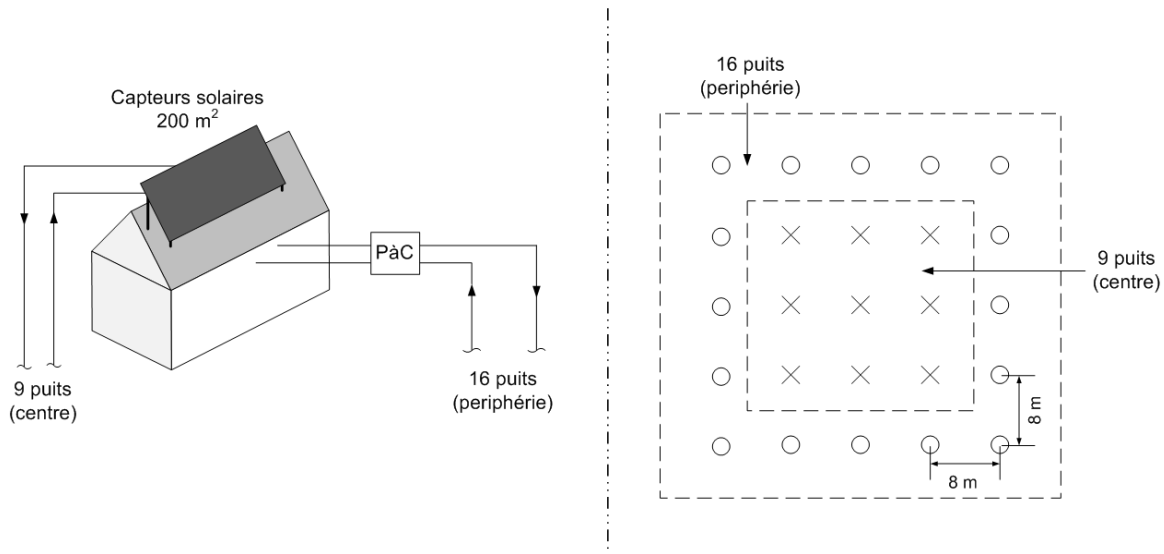 Capteurs solaires
200 m²
PàC
9 puits
(centre)
16 puits
(periphérie)
16 puits
(periphérie)
9 puits
(centre)
8 m
8 m